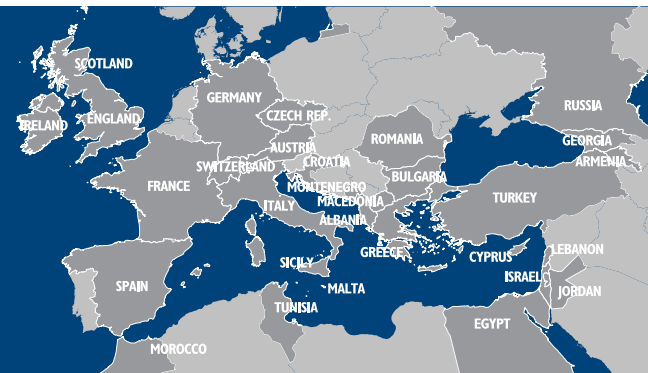 SCOTLAND
IRELAND
ENGLAND
GERMANY
CZECH REP.
RUSSIA
AUSTRIA
ROMANIA
GEORGIA
SWITZERLAND
CROATIA
ARMENIA
FRANCE
MONTENEGRO
BULGARIA
MACEDONIA
TURKEY
ITALY
ALBANIA
GREECE
CYPRUS
LEBANON
SICILY
ISRAEL
SPAIN
MALTA
JORDAN
TUNISIA
EGYPT
MOROCCO